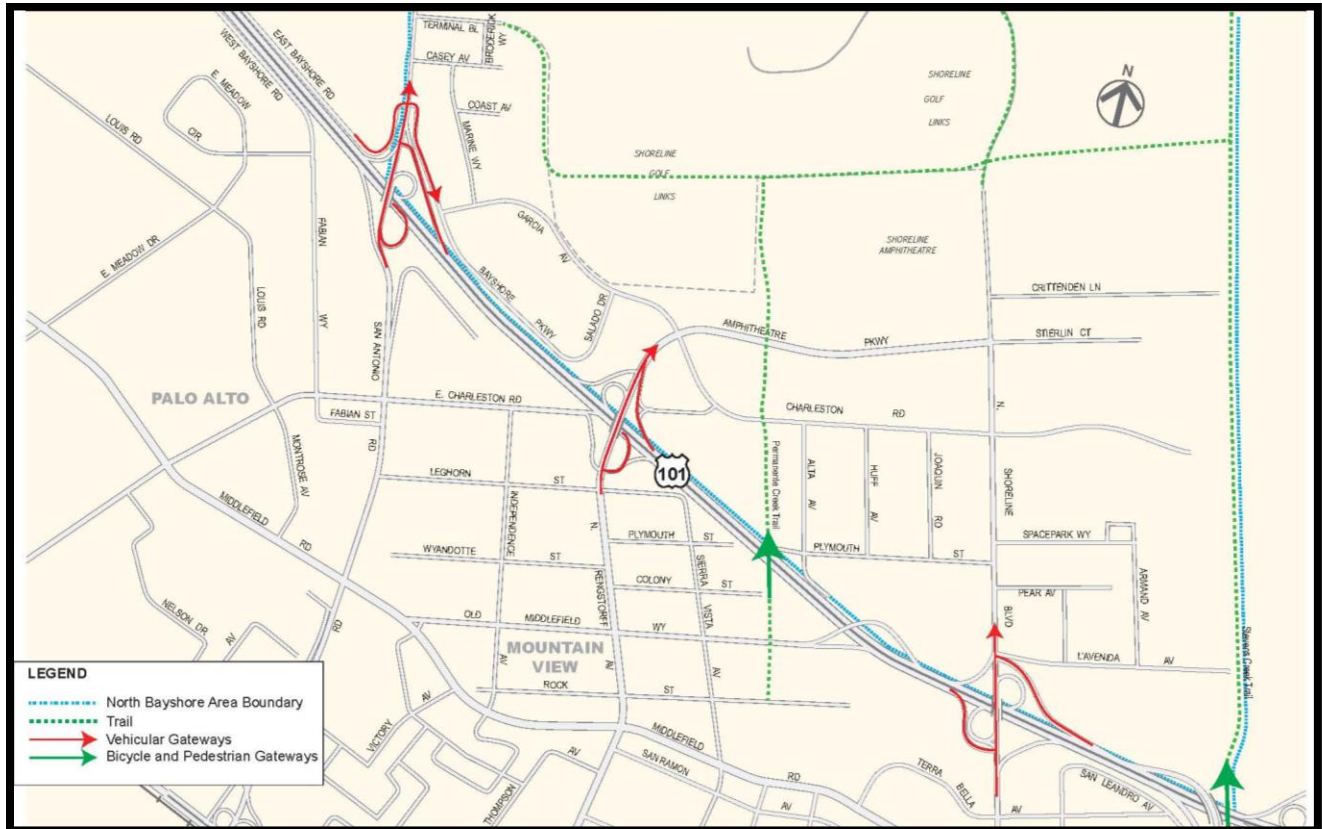 TERMINAL BL
BRODERICK WY
CASEY AV
EAST BAYSHORE RD
WEST BAYSHORE RD
E. MEADOW
CIR.
LOUIS RD
COAST AV
MARINE WY
SHORELINE
GOLF
LINKS
N
SHORELINE
GOLF
LINKS
E. MEADOW DR
LOUIS RD
FABIAN
WY
SAN ANTONIO
RD
GARCIA
AV
BAYSHORE
PKWY
SALADO DR
SHORELINE
AMPHITHEATRE
CRITTENDEN LN
AMPHITHEATRE
PKWY
STIERLIN CT
PALO ALTO
E. CHARLESTON RD
FABIAN ST
CHARLESTON RD
N.
SHORELINE
BLVD
MONTROSE AV
LEGHORN ST
101
Permanente Creek Trail
ALTA
AV
HUFF
AV
JOAQUIN
RD
MIDDLEFIELD
RD
INDEPENDENCE
AV
N.
RENGSTORFF
AV
PLYMOUTH ST
SIERRA
VISTA
AV
PLYMOUTH ST
SPACEPARK WY
WYANDOTTE ST
COLONY ST
PEAR AV
ARMAND AV
NELSON DR
AV
RD
OLD MIDDLEFIELD WY
MOUNTAIN
VIEW
L'AVENIDA AV
Stevens Creek Trail
ROCK ST
LEGEND
North Bayshore Area Boundary
Trail
Vehicular Gateways
Bicycle and Pedestrian Gateways
AV
VICTORY
THOMPSON
AV
MIDDLEFIELD
RD
SAN RAMON
AV
TERRA
BELLA
AV
SAN LEANDRO AV